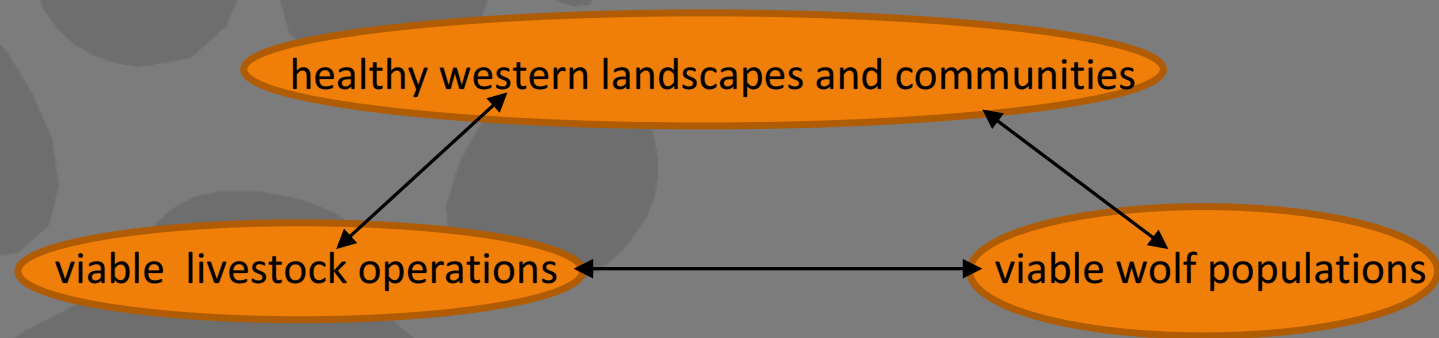 healthy western landscapes and communities
viable  livestock operations
viable wolf populations